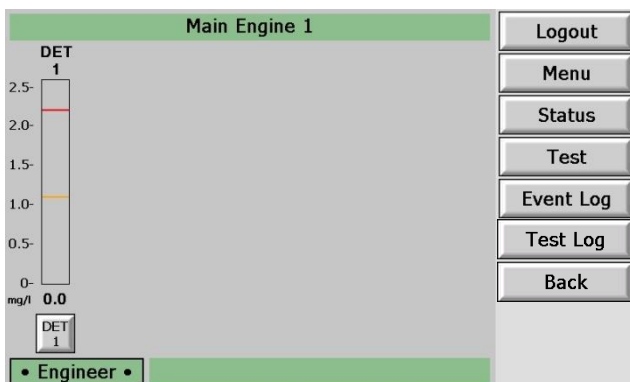 Main Engine 1
DET
1
2.5-
2.0-
1.5-
1.0-
0.5-
0-
mg/l 0.0
DET
1
• Engineer •
Logout
Menu
Status
Test
Event Log
Test Log
Back